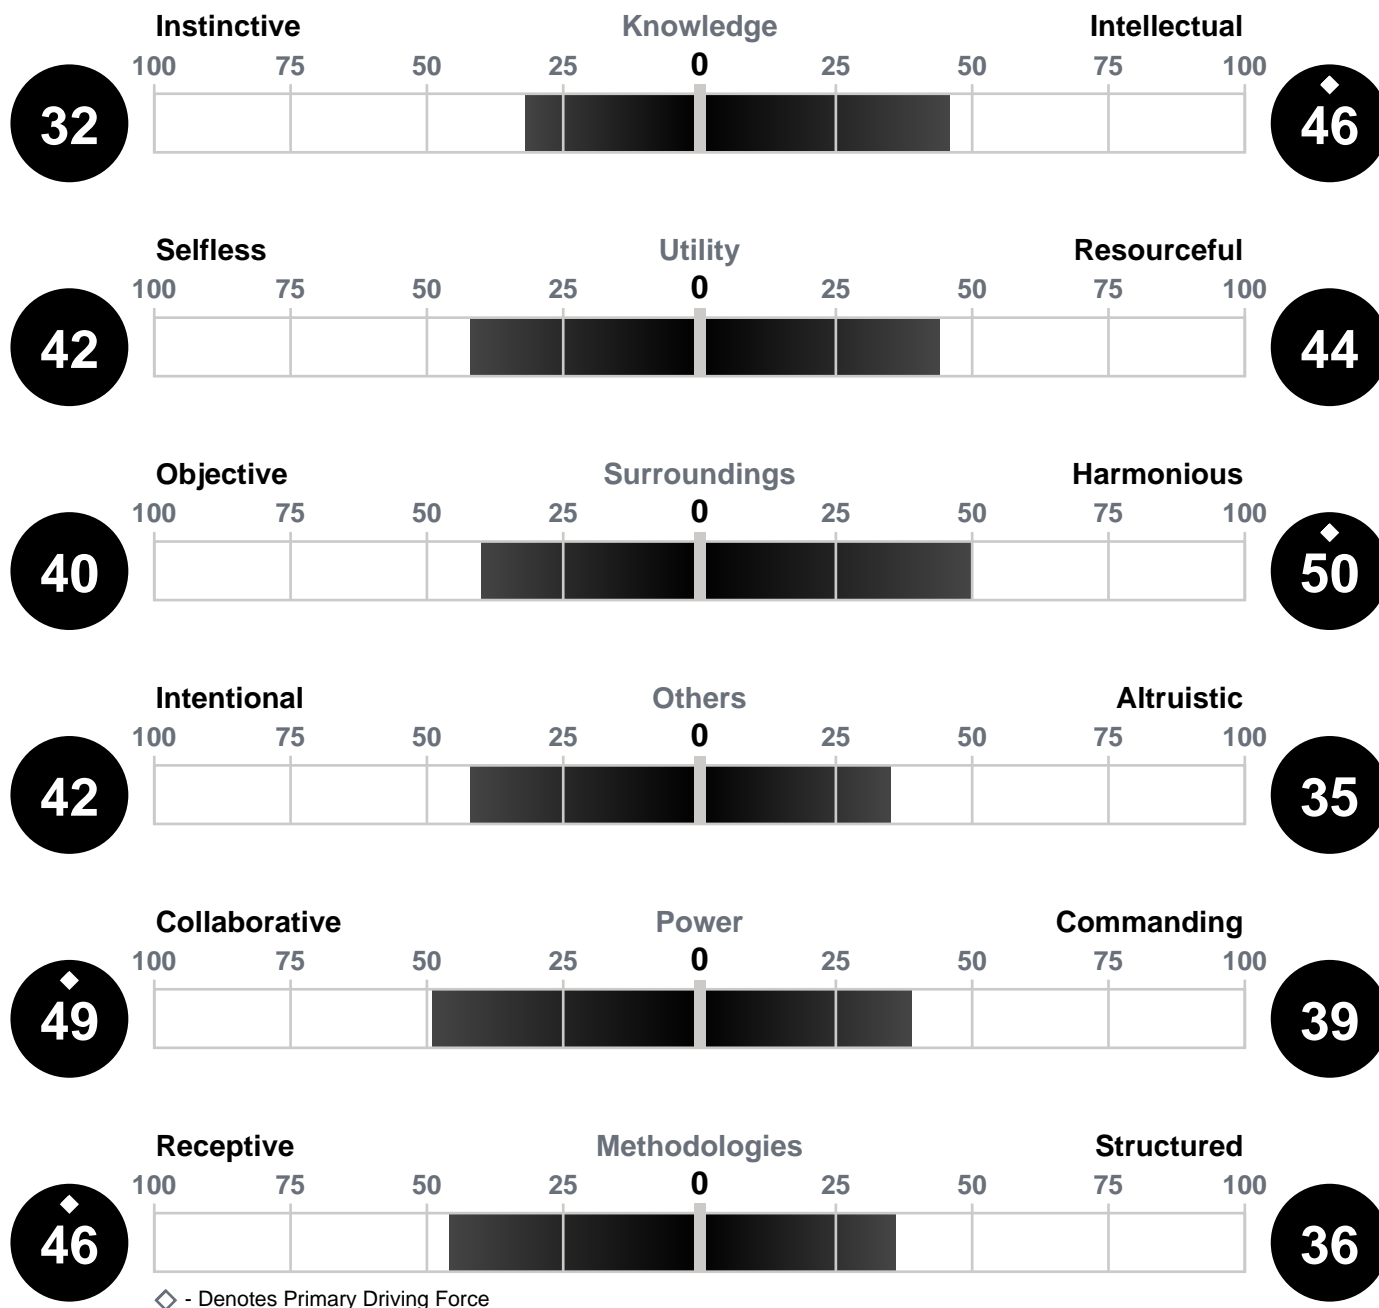 Instinctive Knowledge Intellectual
100 75 50 25 0 25 50 75 100
32 46
Selfless Utility Resourceful
100 75 50 25 0 25 50 75 100
42 44
Objective Surroundings Harmonious
100 75 50 25 0 25 50 75 100
40 50
Intentional Others Altruistic
100 75 50 25 0 25 50 75 100
42 35
Collaborative Power Commanding
100 75 50 25 0 25 50 75 100
49 39
Receptive Methodologies Structured
100 75 50 25 0 25 50 75 100
46 36
- Denotes Primary Driving Force